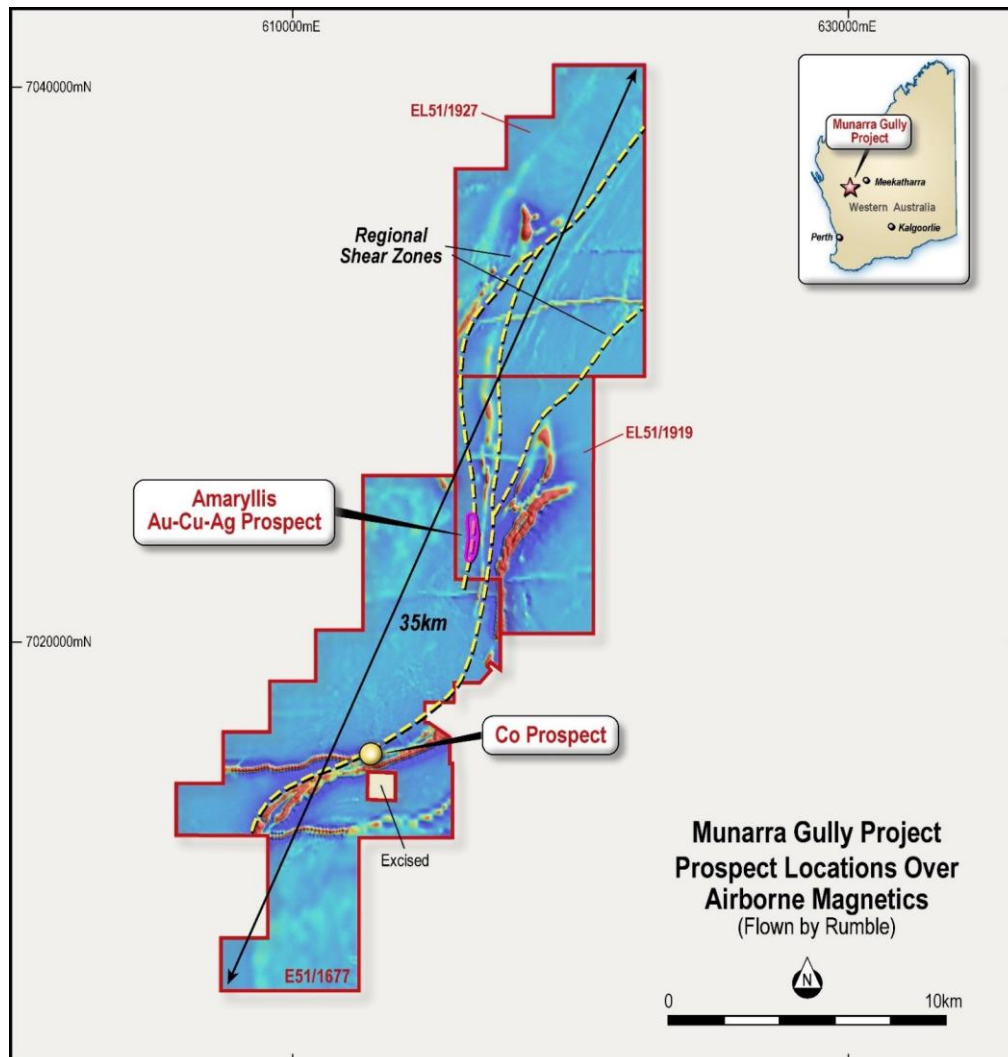 610000mE
630000mE
7040000mN
EL51/1927
Munarra Gully
Project
Meekatharra
Western Australia
Perth
Kalgoorlie
Regional
Shear Zones
EL51/1919
Amaryllis
Au-Cu-Ag Prospect
35km
7020000mN
Co Prospect
Excised
E51/1677
Munarra Gully Project
Prospect Locations Over
Airborne Magnetics
(Flown by Rumble)
N
0
10km